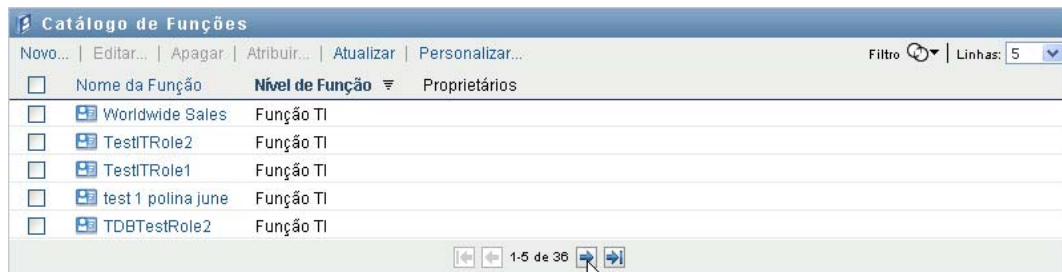 Catálogo de Funções
Novo... | Editar... | Apagar | Atribuir... | Atualizar | Personalizar... Filtro | Linhas: 5
Nome da Função Nível de Função Proprietários
Worldwide Sales Função TI
TestITRole2 Função TI
TestITRole1 Função TI
test 1 polina june Função TI
TDBTestRole2 Função TI
1-5 de 36